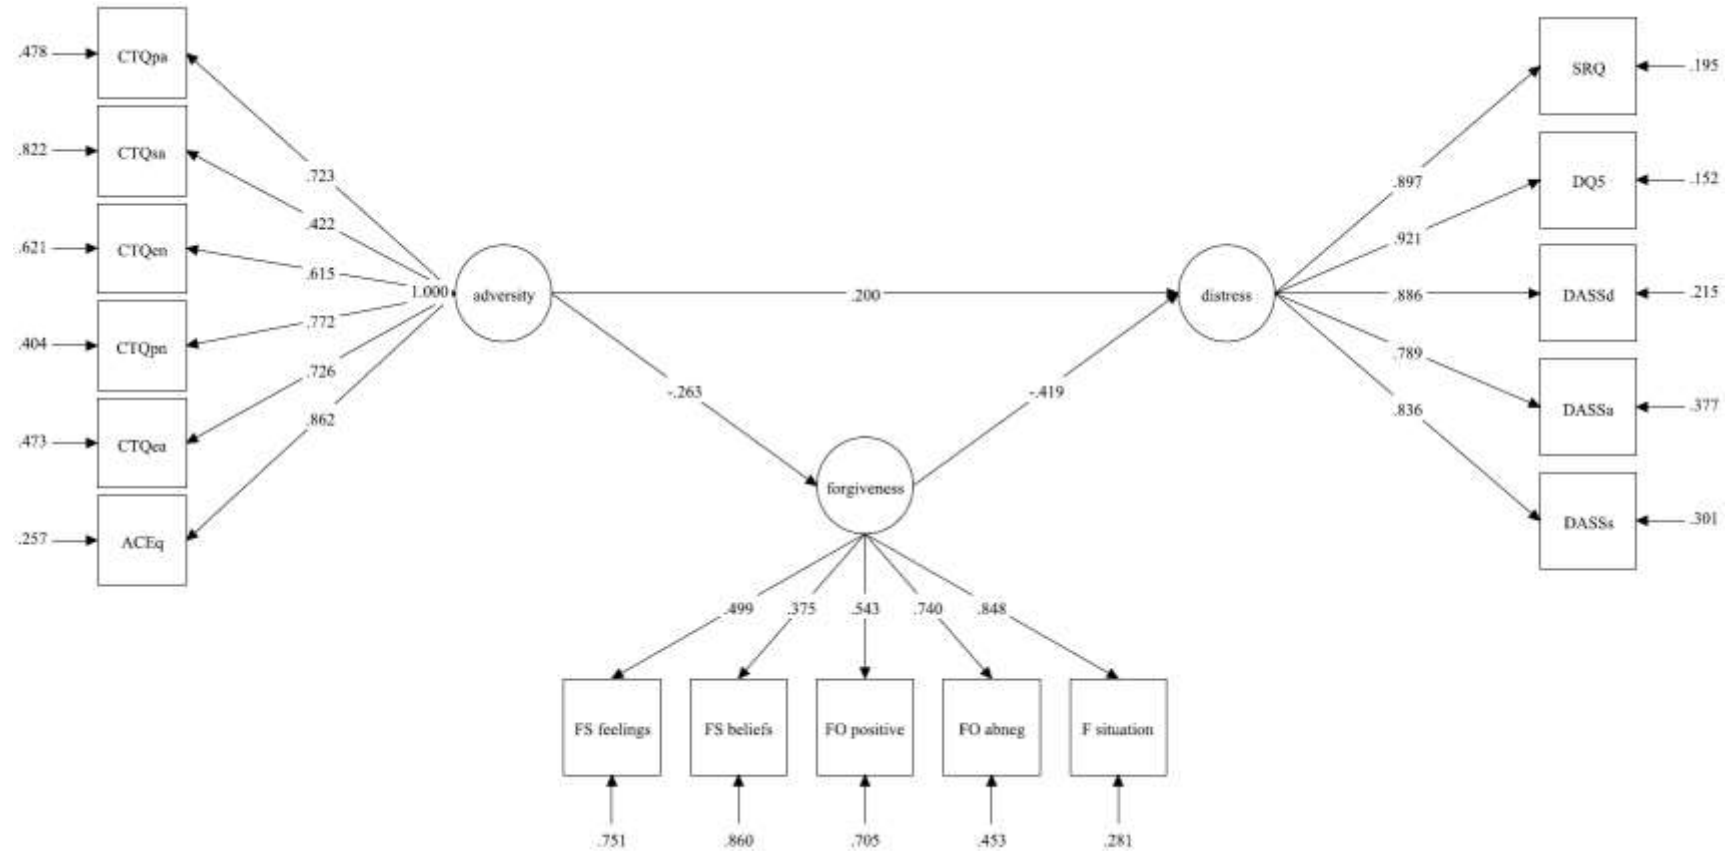 .478
CTQpa
.822
CTQsa
.621
CTQen
.404
CTQpn
.473
CTQea
.257
ACEq
.723
.422
.615
.772
.726
.862
1.000
adversity
.200
-.263
-.419
forgiveness
distress
.897
.921
.886
.789
.836
SRQ
.195
DQ5
.152
DASSd
.215
DASSa
.377
DASSs
.301
.499
.375
.543
.740
.848
FS feelings
FS beliefs
FO positive
FO abneg
F situation
.751
.860
.705
.453
.281